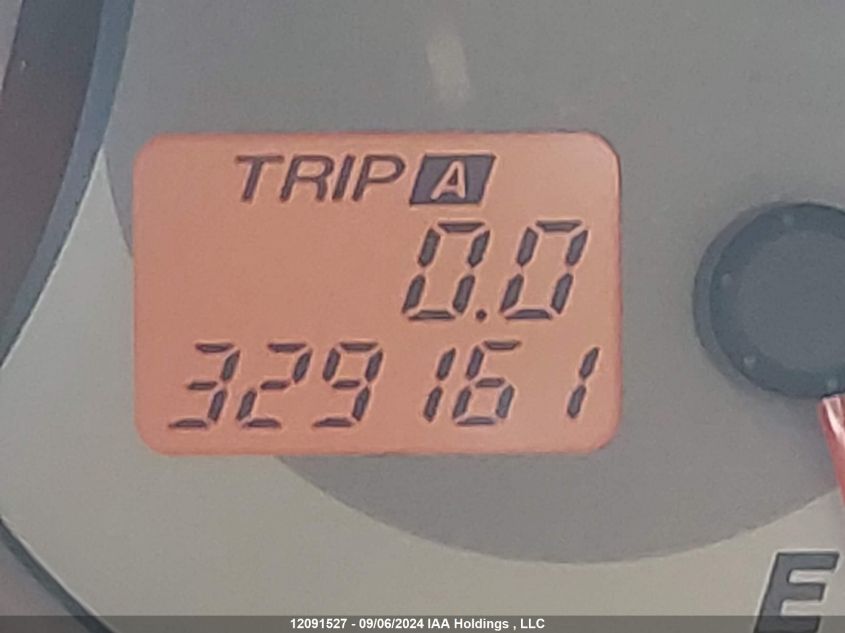 TRIP A
0.0
329161
E
12091527 - 09/06/2024 IAA Holdings , LLC